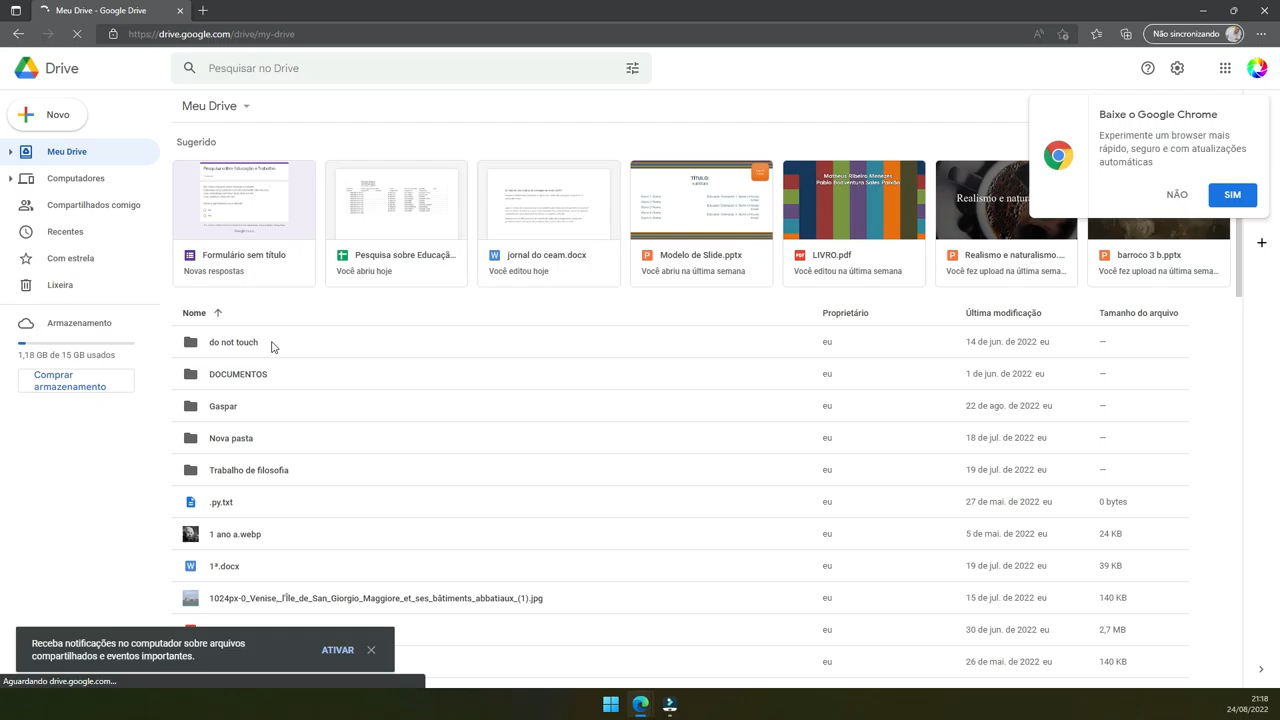 Meu Drive - Google Drive
https://drive.google.com/drive/my-drive
Não sincronizando
Drive
Pesquisar no Drive
Novo
Meu Drive
Computadores
Compartilhados comigo
Recentes
Com estrela
Lixeira
Armazenamento
1,18 GB de 15 GB usados
Comprar
armazenamento
Meu Drive
Sugerido
Formulário sem título
Novas respostas
Pesquisa sobre Educaçã...
Você abriu hoje
jornal do ceam.docx
Você editou hoje
TÍTULO:
subtítulo
Modelo de Slide.pptx
Você abriu na última semana
Matheus Ribeiro Menezes
Pablo Boaventura Sales Paixão
LIVRO.pdf
Você editou na última semana
Realismo e natura
Realismo e naturalismo....
Você fez upload na última sema...
barroco 3 b.pptx
Você fez upload na última sema...
Baixe o Google Chrome
Experimente um browser mais
rápido, seguro e com atualizações
automáticas
NÃO SIM
Nome Proprietário Última modificação Tamanho do arquivo
do not touch eu 14 de jun. de 2022 eu —
DOCUMENTOS eu 1 de jun. de 2022 eu —
Gaspar eu 22 de ago. de 2022 eu —
Nova pasta eu 18 de jul. de 2022 eu —
Trabalho de filosofia eu 19 de jul. de 2022 eu —
.py.txt eu 27 de mai. de 2022 eu 0 bytes
1 ano a.webp eu 5 de mai. de 2022 eu 24 KB
1ª.docx eu 19 de jul. de 2022 eu 39 KB
1024px-0_Venise,_l'Île_de_San_Giorgio_Maggiore_et_ses_bâtiments_abbatiaux_(1).jpg eu 15 de jul. de 2022 eu 140 KB
eu 30 de jun. de 2022 eu 2,7 MB
eu 26 de mai. de 2022 eu 140 KB
Receba notificações no computador sobre arquivos
compartilhados e eventos importantes.
ATIVAR
Aguardando drive.google.com...
21:18
24/08/2022